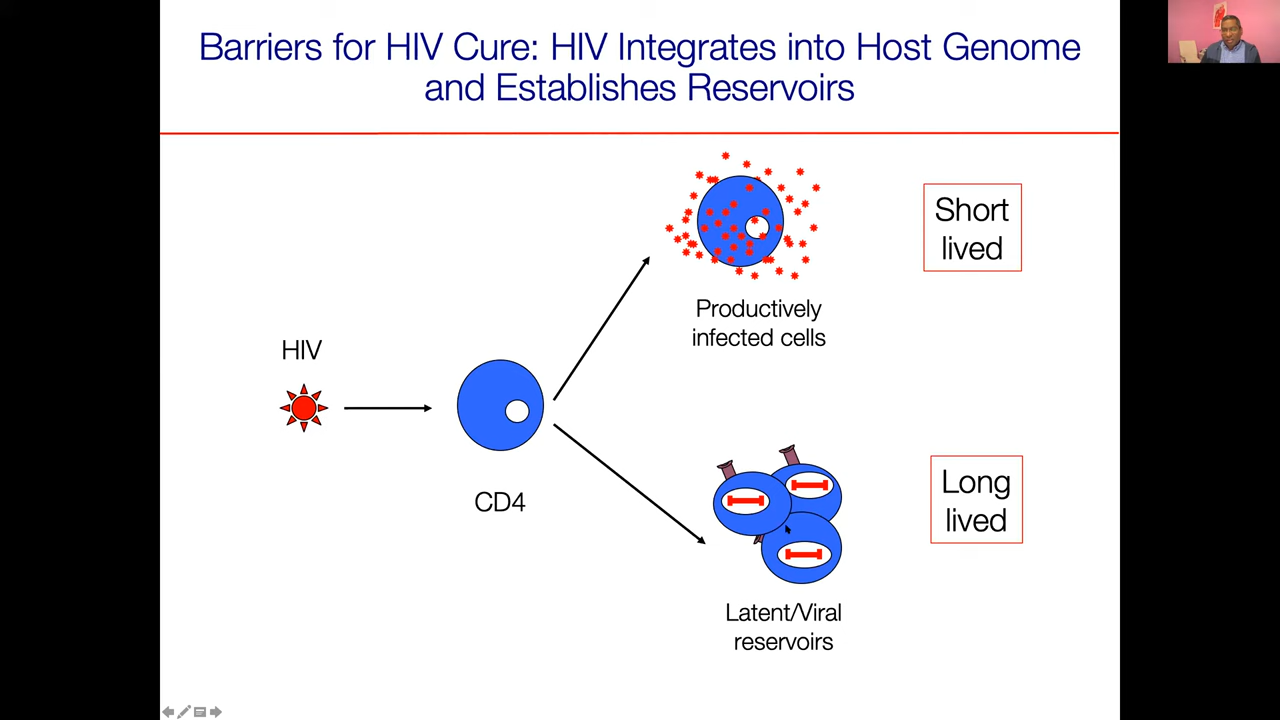 Barriers for HIV Cure: HIV Integrates into Host Genome
and Establishes Reservoirs
Short
lived
Productively
infected cells
HIV
CD4
Long
lived
Latent/Viral
reservoirs